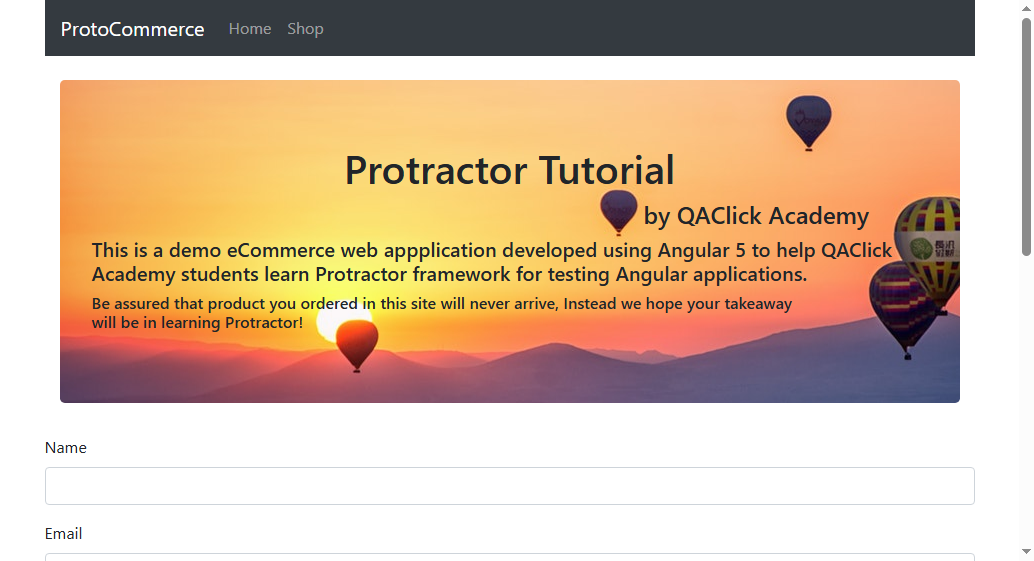 ProtoCommerce Home Shop
Protractor Tutorial
by QAClick Academy
This is a demo eCommerce web appplication developed using Angular 5 to help QAClick
Academy students learn Protractor framework for testing Angular applications.
Be assured that product you ordered in this site will never arrive, Instead we hope your takeaway
will be in learning Protractor!
Name
Email